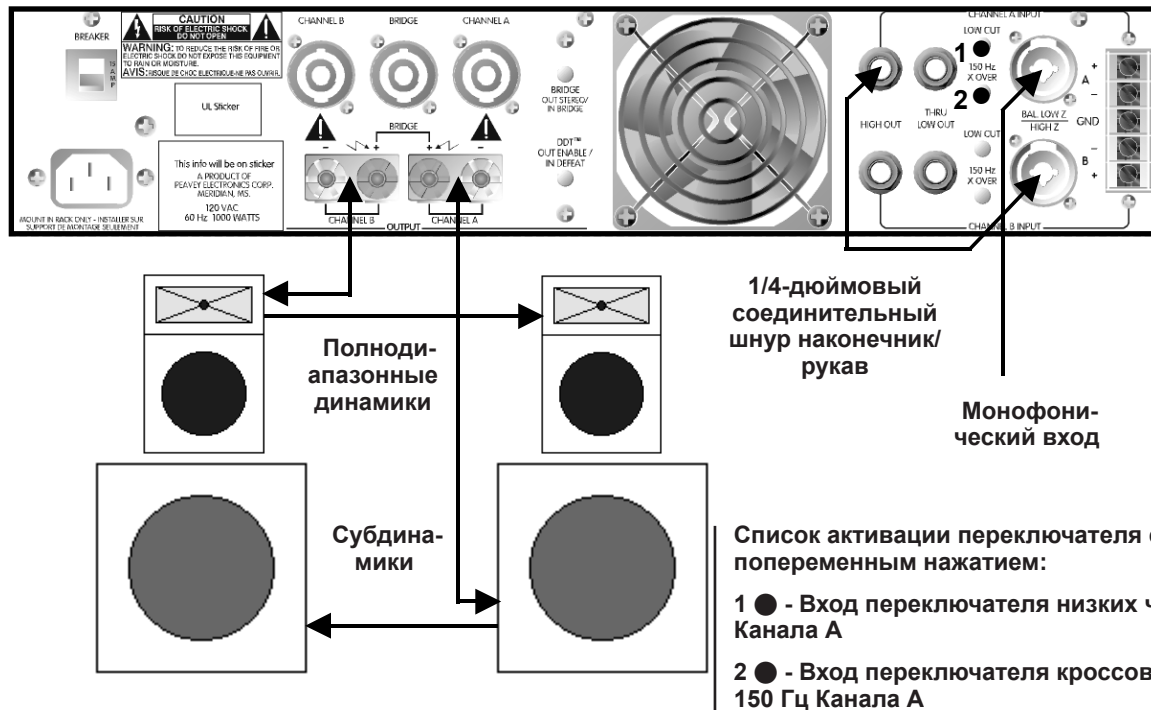 CHANNEL B
BRIDGE
CHANNEL A
BREAKER
15 AMP
CAUTION
RISK OF ELECTRIC SHOCK
DO NOT OPEN
WARNING: TO REDUCE THE RISK OF FIRE OR
ELECTRIC SHOCK DO NOT EXPOSE THIS EQUIPMENT
TO RAIN OR MOISTURE.
AVIS: RISQUE DE CHOC ELECTRIQUE-NE PAS OUVRIR.
UL Sticker
This info will be on sticker
A PRODUCT OF
PEAVEY ELECTRONICS CORP.
MERIDIAN, MS.
120 VAC
60 Hz 1000 WATTS
MOUNT IN RACK ONLY - INSTALLER SUR
SUPPORT DE MONTAGE SEULEMENT
BRIDGE
- + + -
CHANNEL B
CHANNEL A
OUTPUT
BRIDGE
OUT STEREO/
IN BRIDGE
DDT™
OUT ENABLE /
IN DEFEAT
CHANNEL A INPUT
LOW CUT
1
150 Hz
X OVER
2
HIGH OUT
THRU
LOW OUT
LOW CUT
150 Hz
X OVER
BAL. LOW Z
HIGH Z
+
A
-
GND
-
B
+
CHANNEL B INPUT
1/4-дюймовый
соединительный
шнур наконечник/
рукав
Полноди-
апазонные
динамики
Монофони-
ческий вход
Субдина-
мики
Список активации переключателя
попеременным нажатием:
1 ● - Вход переключателя низких
Канала А
2 ● - Вход переключателя кроссов
150 Гц Канала А